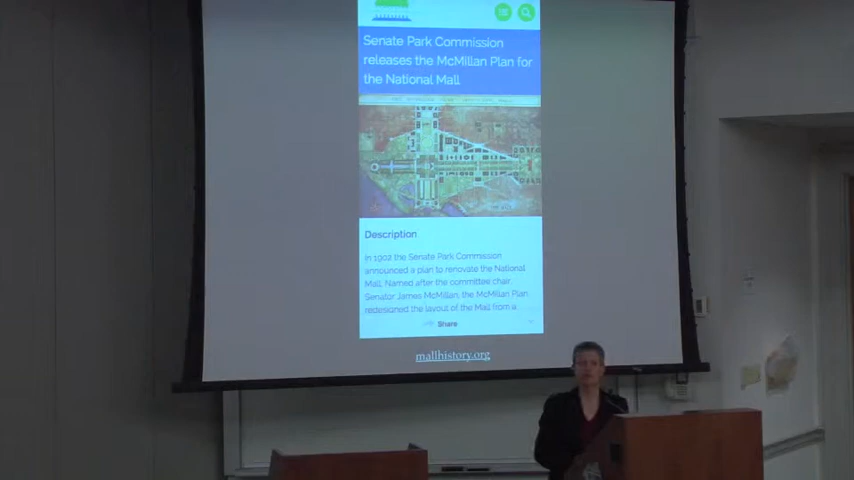 Senate Park Commission
releases the McMillan Plan for
the National Mall
Description
In 1902 the Senate Park Commission
announced a plan to renovate the National
Mall. Named after the committee chair,
Senator James McMillan, the McMillan Plan
redesigned the layout of the Mall from a
Share
mallhistory.org